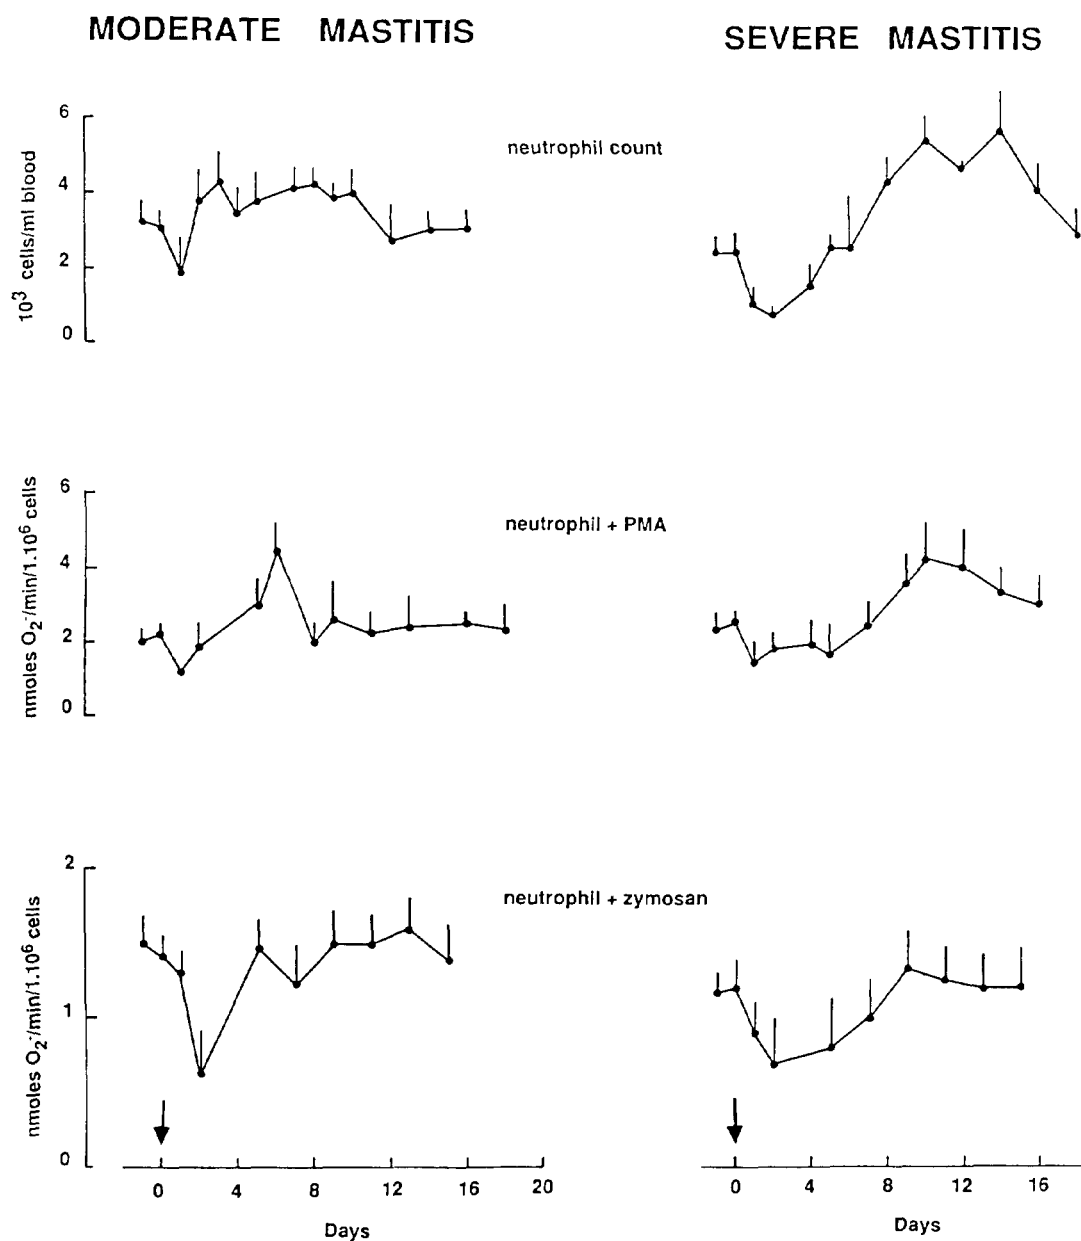 MODERATE MASTITIS
SEVERE MASTITIS
6
4
2
0
10³ cells/ml blood
neutrophil count
6
4
2
0
nmoles O₂⁻/min/1.10⁶ cells
neutrophil + PMA
2
1
0
nmoles O₂⁻/min/1.10⁶ cells
neutrophil + zymosan
0 4 8 12 16 20
Days
0 4 8 12 16
Days